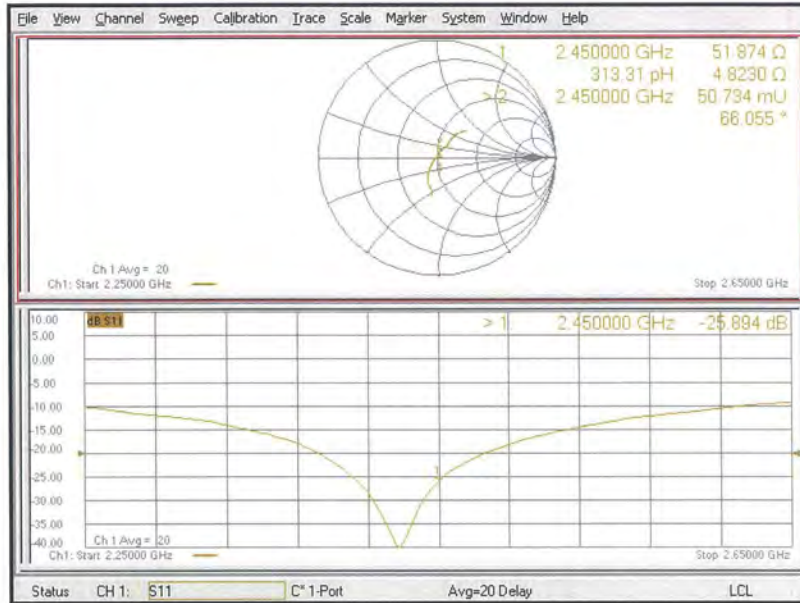 File View Channel Sweep Calibration Trace Scale Marker System Window Help
1 2.450000 GHz 51.874 Ω
313.31 pH 4.8230 Ω
> 2 2.450000 GHz 50.734 mU
66.055 °
Ch 1 Avg = 20
Ch1: Start 2.25000 GHz
Stop 2.65000 GHz
10.00
dB S11
> 1 2.450000 GHz -25.894 dB
5.00
0.00
-5.00
-10.00
-15.00
-20.00
-25.00
1
-30.00
-35.00
-40.00
Ch 1 Avg = 20
Ch1: Start 2.25000 GHz
Stop 2.65000 GHz
Status CH 1: S11 C* 1-Port Avg=20 Delay LCL